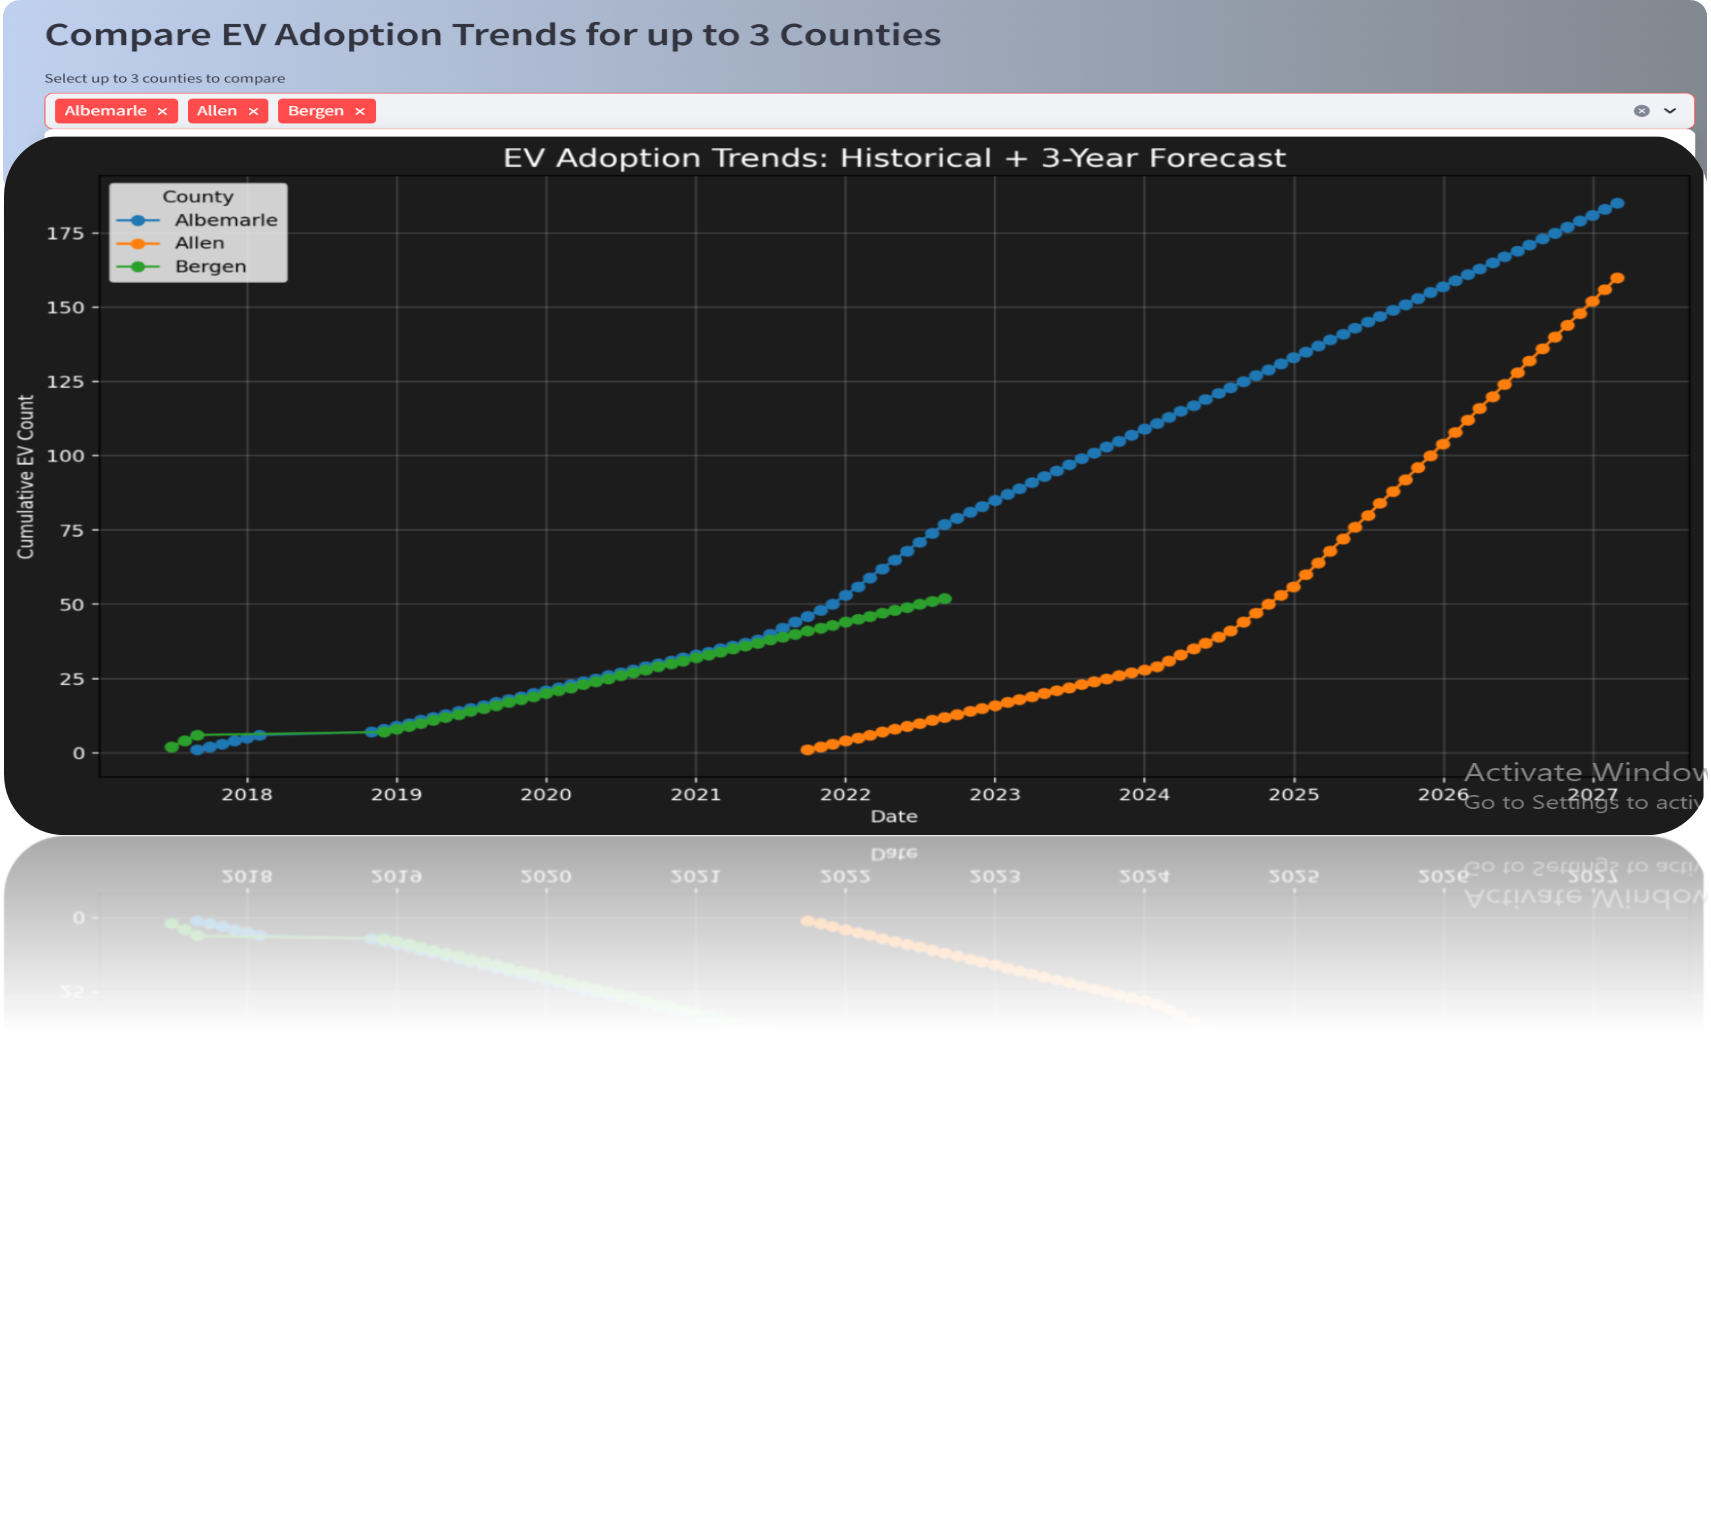 Compare EV Adoption Trends for up to 3 Counties
Select up to 3 counties to compare
Albemarle × Allen × Bergen ×
EV Adoption Trends: Historical + 3-Year Forecast
County
Albemarle
Allen
Bergen
175
150
125
100
75
50
25
0
Cumulative EV Count
2018 2019 2020 2021 2022 2023 2024 2025 2026 2027
Date
Activate Window
Go to Settings to activ